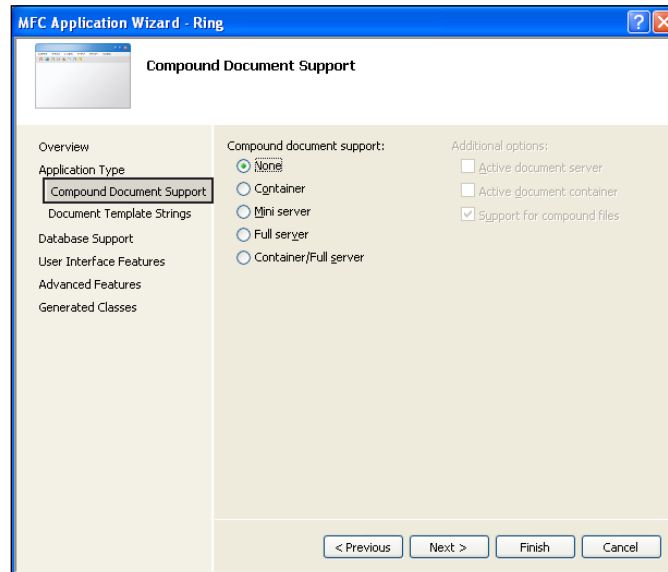 MFC Application Wizard - Ring
Compound Document Support
Overview
Application Type
Compound Document Support
Document Template Strings
Database Support
User Interface Features
Advanced Features
Generated Classes
Compound document support:
None
Container
Mini server
Full server
Container/Full server
Additional options:
Active document server
Active document container
Support for compound files
< Previous
Next >
Finish
Cancel